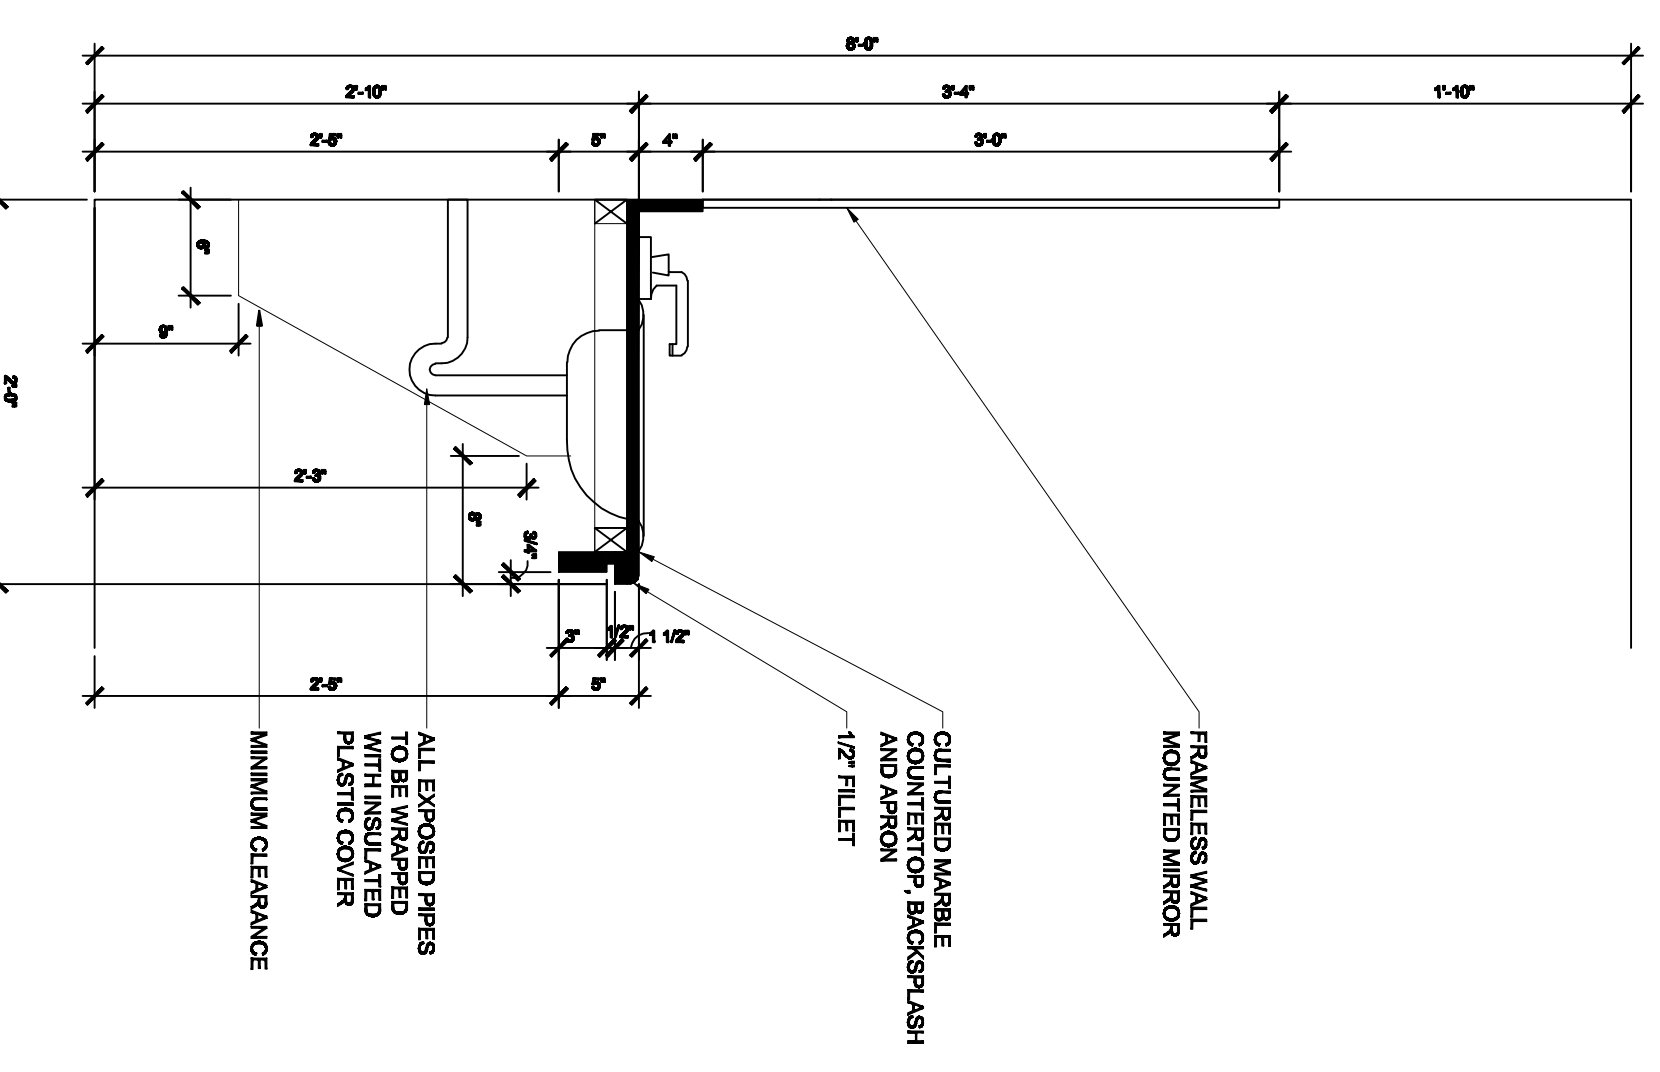 8'-0"
2'-10"
3'-4"
1'-10"
2'-5"
5"
4"
3'-0"
6"
9"
2'-0"
2'-3"
8"
3/4"
3"
1/2"
1 1/2"
2'-5"
5"
FRAMELESS WALL
MOUNTED MIRROR
CULTURED MARBLE
COUNTERTOP, BACKSPLASH
AND APRON
1/2" FILLET
ALL EXPOSED PIPES
TO BE WRAPPED
WITH INSULATED
PLASTIC COVER
MINIMUM CLEARANCE